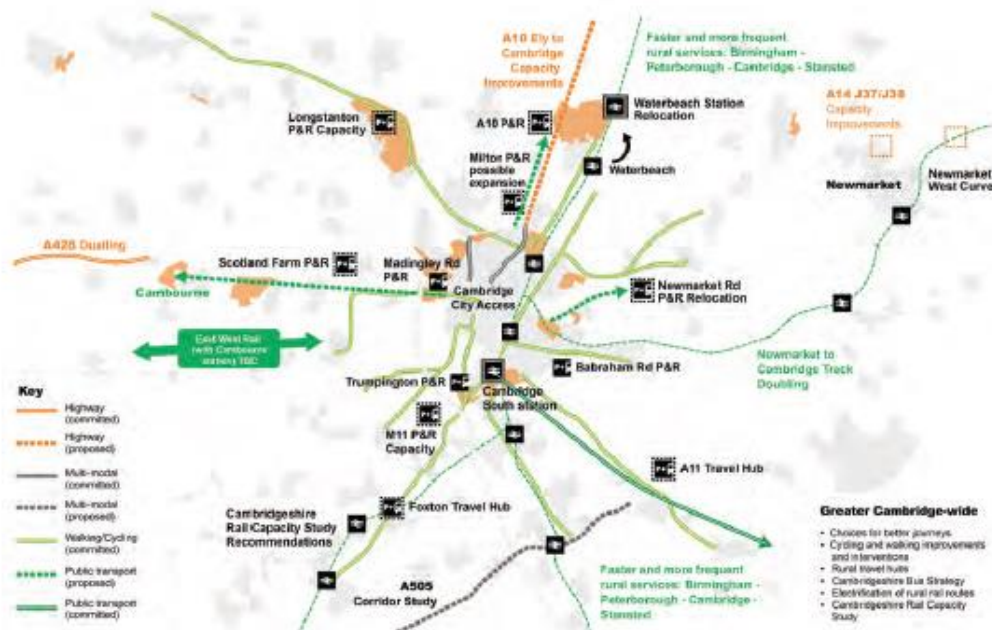 A10 Ely to
Cambridge
Capacity
Improvements
Faster and more frequent
rural services: Birmingham -
Peterborough - Cambridge - Stansted
Longstanton
P&R Capacity
A10 P&R
Waterbeach Station
Relocation
A14 J37/J38
Capacity
Improvements
Milton P&R
possible
expansion
Waterbeach
Newmarket
Newmarket
West Curve
A428 Dualling
Scotland Farm P&R
Madingley Rd
P&R
Cambourne
Cambridge
City Access
Newmarket Rd
P&R Relocation
East West Rail
(with Cambourne
station) TBC
Newmarket to
Cambridge Track
Doubling
Trumpington P&R
Babraham Rd P&R
Cambridge
South station
M11 P&R
Capacity
A11 Travel Hub
Foxton Travel Hub
Cambridgeshire
Rail Capacity Study
Recommendations
A505
Corridor Study
Faster and more frequent
rural services: Birmingham -
Peterborough - Cambridge -
Stansted
Key
Highway
(committed)
Highway
(proposed)
Multi-modal
(committed)
Multi-modal
(proposed)
Walking/Cycling
(committed)
Public transport
(proposed)
Public transport
(committed)
Greater Cambridge-wide
• Choices for better journeys
• Cycling and walking improvements
and interventions
• Rural travel hubs
• Cambridgeshire Bus Strategy
• Electrification of rural rail routes
• Cambridgeshire Rail Capacity
Study